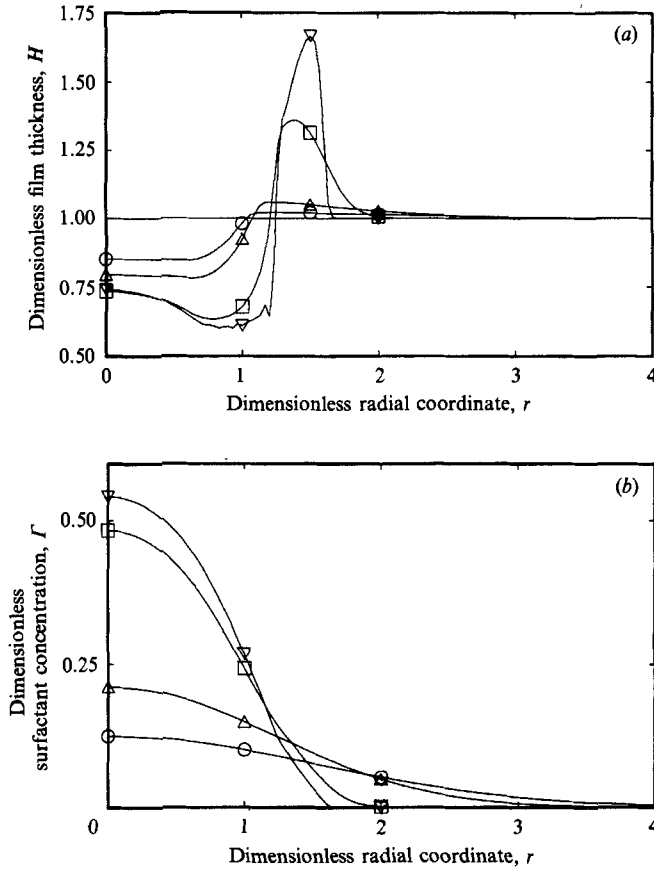 1.75
(a)
1.50
1.25
1.00
0.75
0.50
Dimensionless film thickness, H
0 1 2 3 4
Dimensionless radial coordinate, r
(b)
0.50
0.25
Dimensionless
surfactant concentration, Γ
0 1 2 3 4
Dimensionless radial coordinate, r